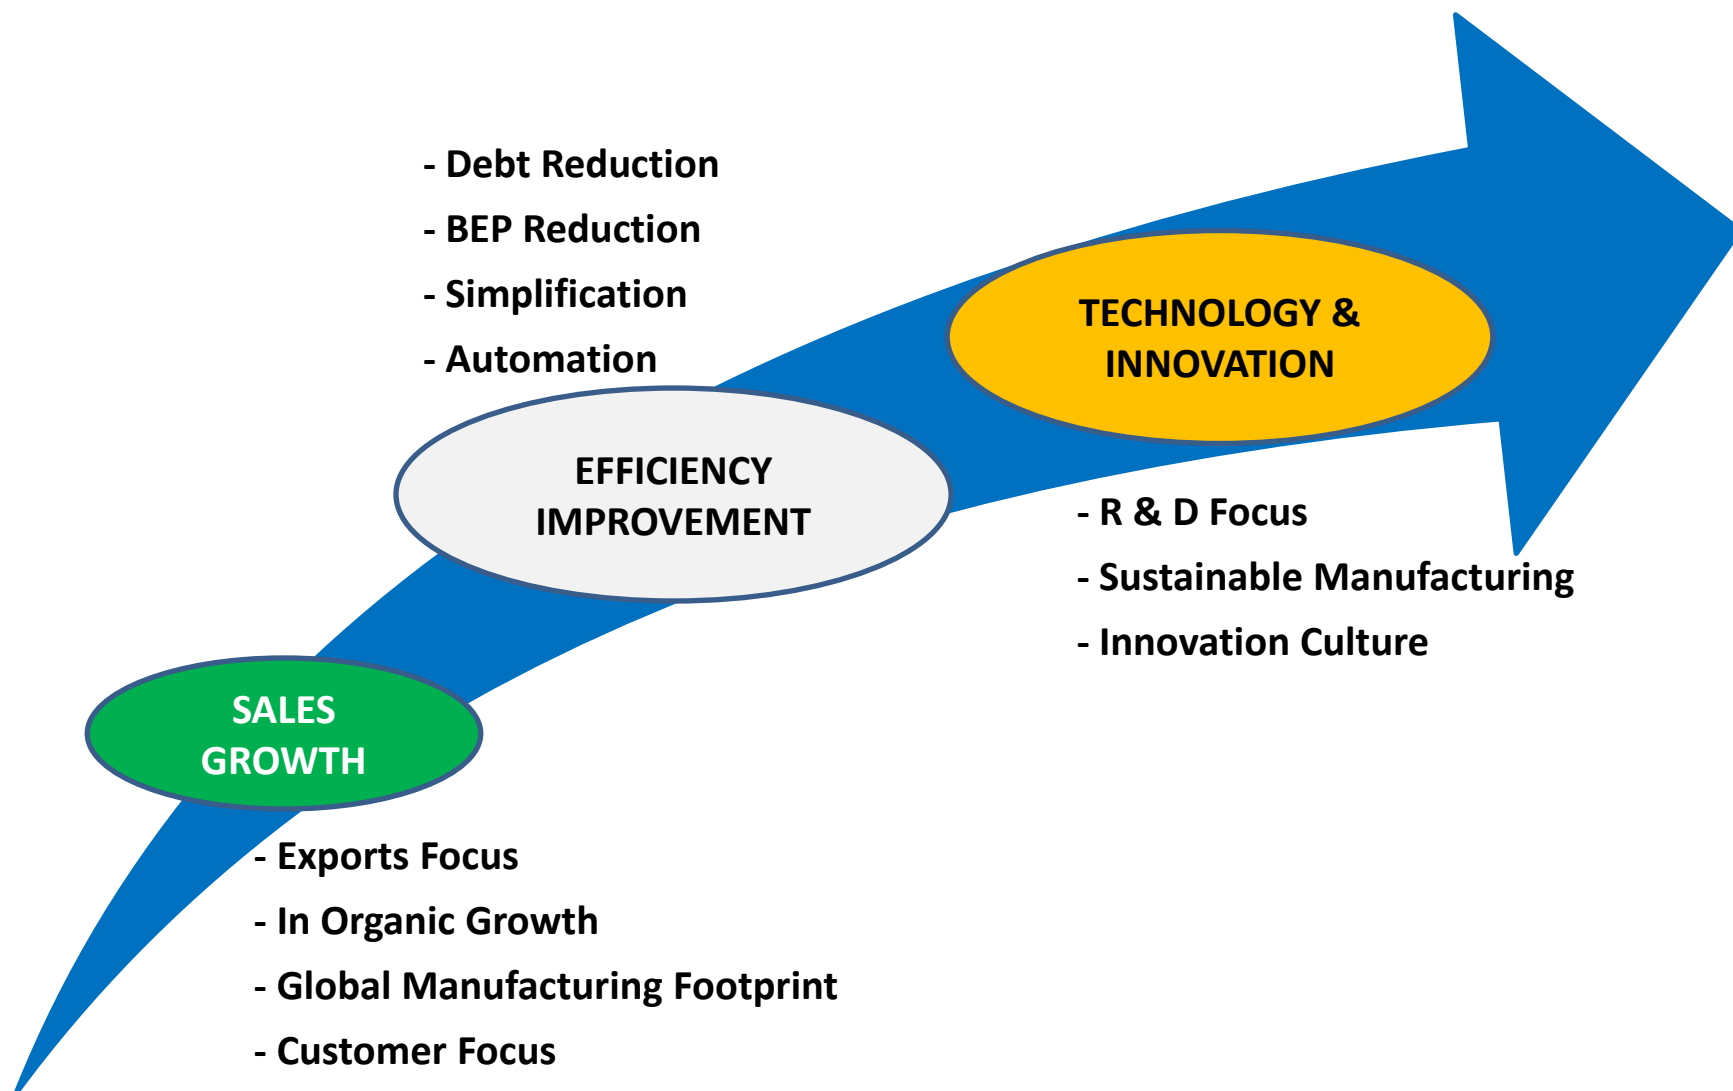 - Debt Reduction
- BEP Reduction
- Simplification
- Automation
TECHNOLOGY &
INNOVATION
EFFICIENCY
IMPROVEMENT
- R & D Focus
- Sustainable Manufacturing
- Innovation Culture
SALES
GROWTH
- Exports Focus
- In Organic Growth
- Global Manufacturing Footprint
- Customer Focus